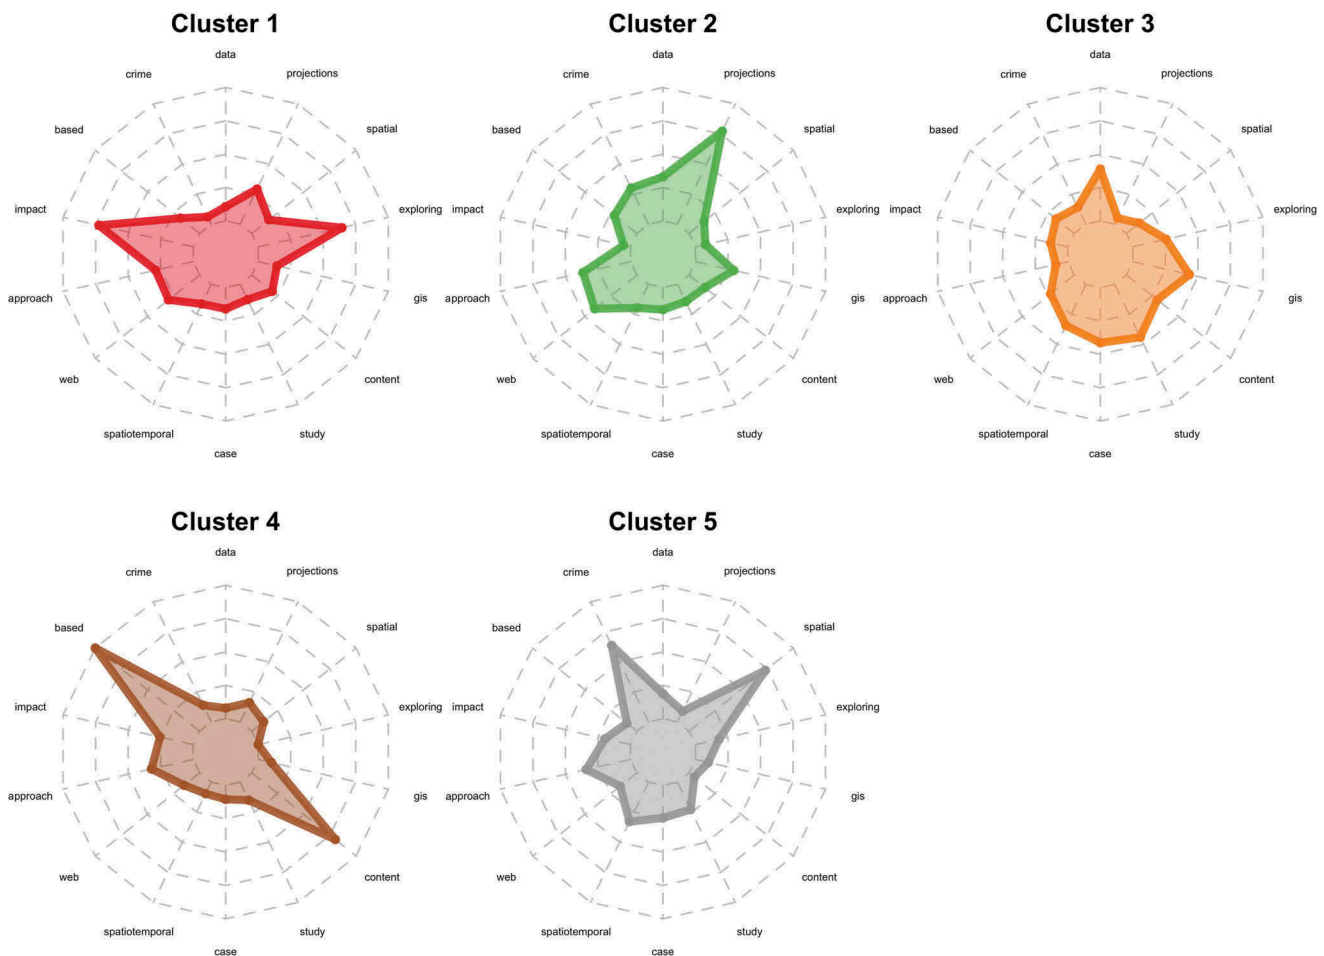 Cluster 1
data
projections
spatial
exploring
gis
content
study
case
spatiotemporal
web
approach
impact
based
crime
Cluster 2
data
projections
spatial
exploring
gis
content
study
case
spatiotemporal
web
approach
impact
based
crime
Cluster 3
data
projections
spatial
exploring
gis
content
study
case
spatiotemporal
web
approach
impact
based
crime
Cluster 4
data
projections
spatial
exploring
gis
content
study
case
spatiotemporal
web
approach
impact
based
crime
Cluster 5
data
projections
spatial
exploring
gis
content
study
case
spatiotemporal
web
approach
impact
based
crime